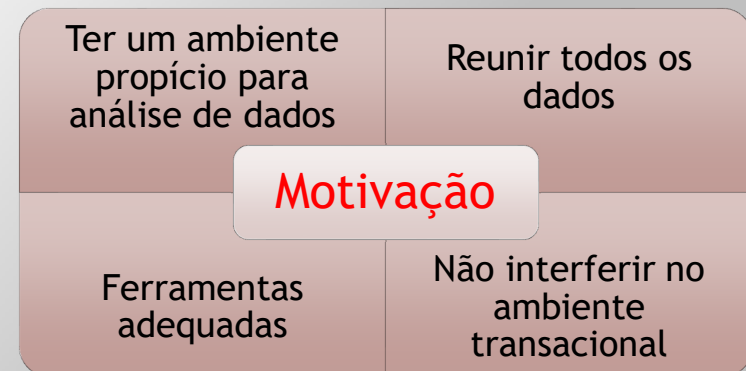 Ter um ambiente
propício para
análise de dados
Reunir todos os
dados
Motivação
Ferramentas
adequadas
Não interferir no
ambiente
transacional